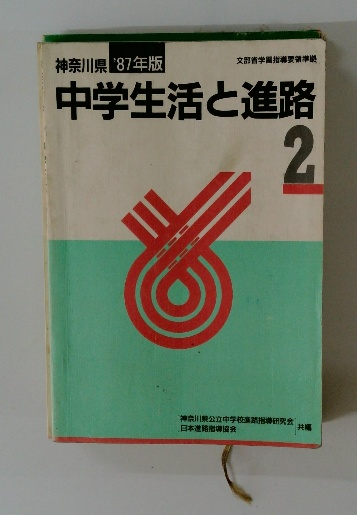 神奈川県 '87年版
文部省学習指導要領準拠
中学生活と進路
2
神奈川県公立中学校進路指導研究会
日本進路指導協会
共編